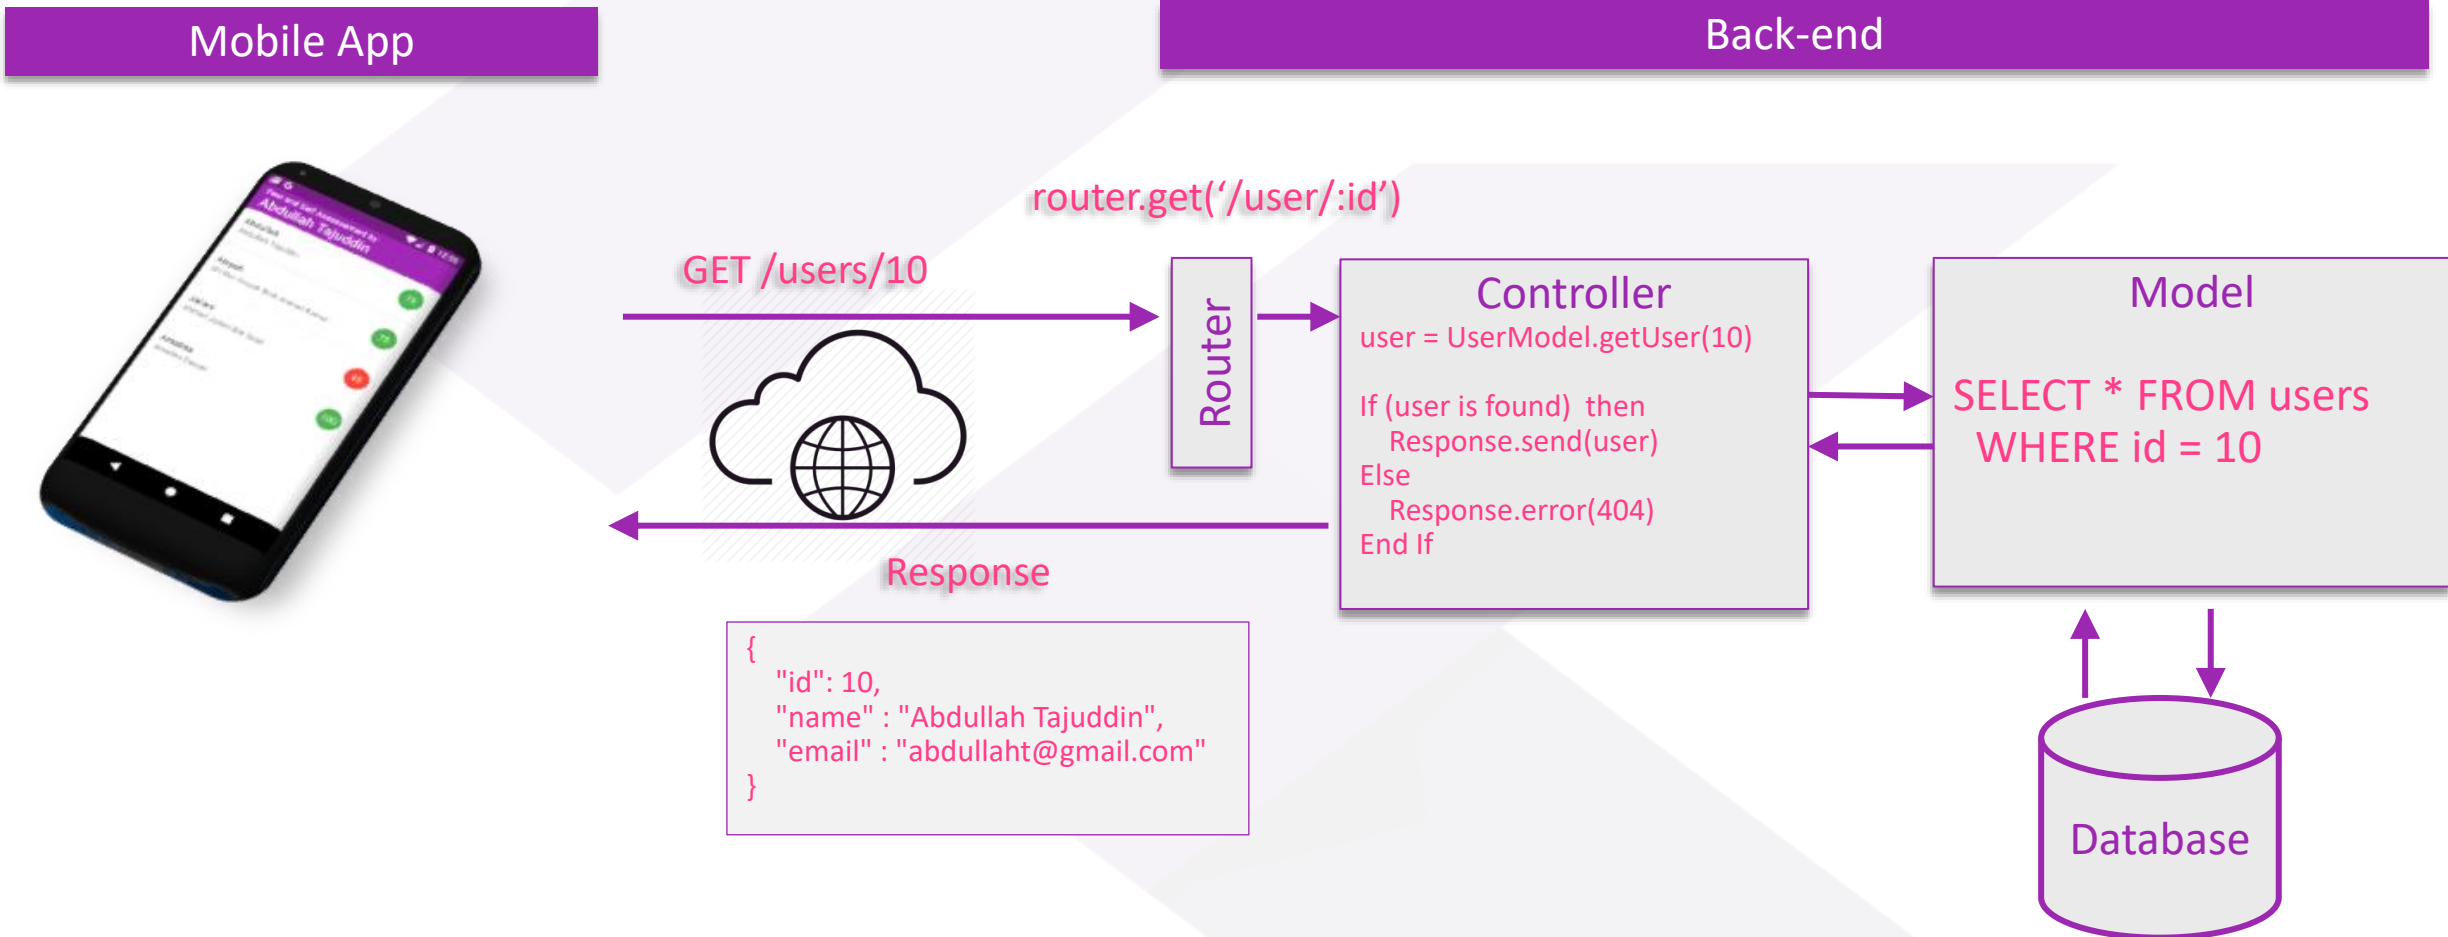 Mobile App
Back-end
Abdullah Tajuddin
router.get(‘/user/:id’)
GET /users/10
Router
Controller
user = UserModel.getUser(10)
If (user is found)  then
Response.send(user)
Else
Response.error(404)
End If
Model
SELECT * FROM users
WHERE id = 10
Response
{
"id": 10,
"name" : "Abdullah Tajuddin",
"email" : "abdullaht@gmail.com"
}
Database